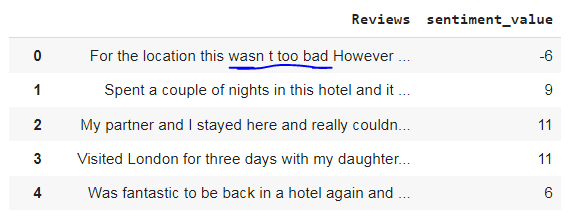 Reviews sentiment_value
0 For the location this wasn t too bad However ... -6
1 Spent a couple of nights in this hotel and it ... 9
2 My partner and I stayed here and really couldn... 11
3 Visited London for three days with my daughter... 11
4 Was fantastic to be back in a hotel again and ... 6